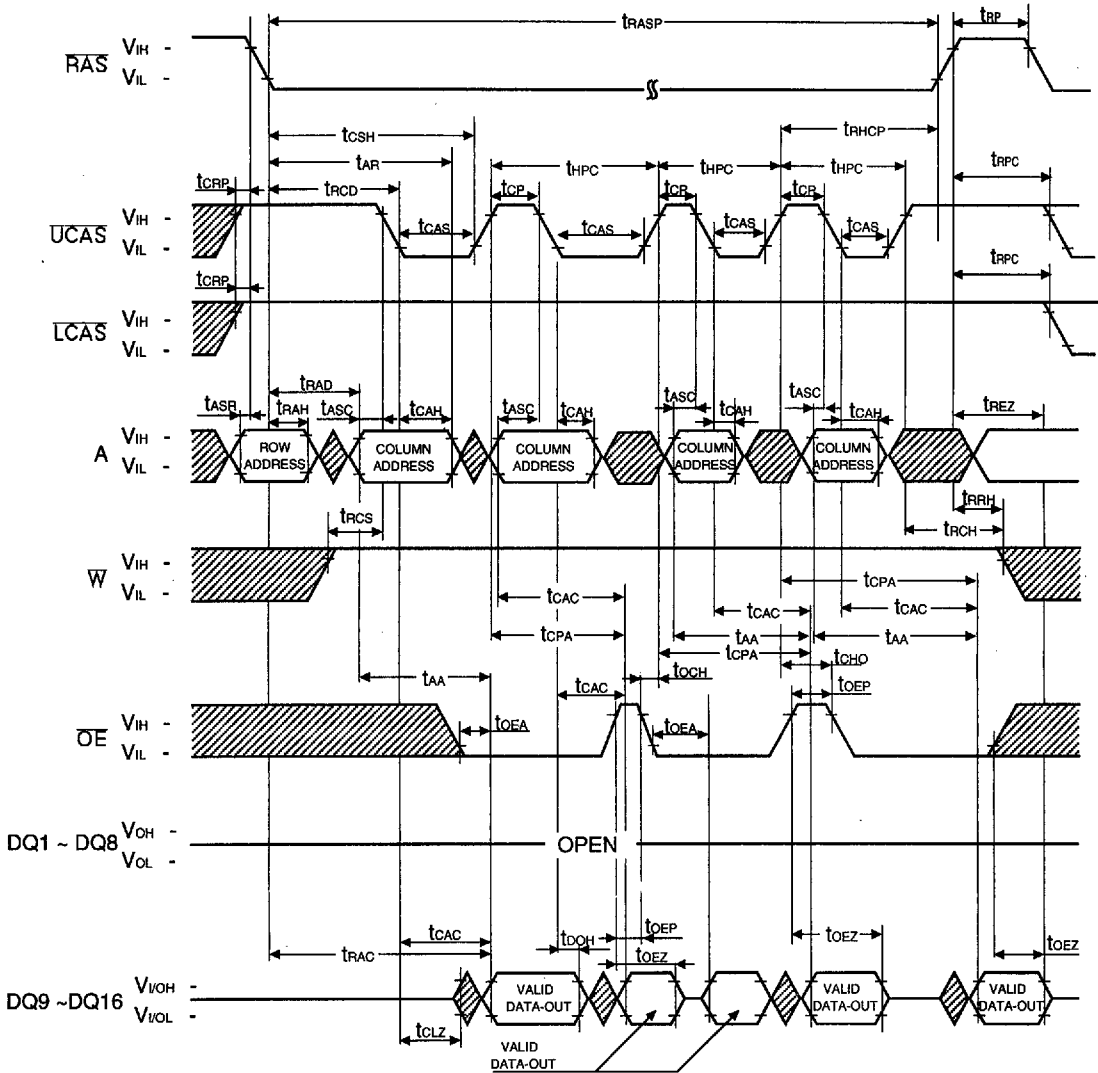 tRASP tRP
RAS VIH -
VIL -
tCSH tRHCP
tAR tHPC tHPC tHPC tRPC
tCRP tRCD tCP tCP tCP
UCAS VIH -
VIL -
tCAS tCAS tCAS tCAS
tCRP tRPC
LCAS VIH -
VIL -
tRAD
tASR tRAH tASC tCAH tASC tCAH tASC tCAH tASC tCAH tREZ
A VIH -
VIL -
ROW ADDRESS
COLUMN ADDRESS
COLUMN ADDRESS
COLUMN ADDRESS
COLUMN ADDRESS
tRCS tRRH
tRCH
W VIH -
VIL -
tCPA
tCAC tCAC tCAC
tCPA tAA tAA
tCPA tCHO
tAA tCAC tOCH tOEP
tOEA tOEA
OE VIH -
VIL -
DQ1 ~ DQ8 VOH -
VOL -
OPEN
tCAC tDOH tOEP tOEZ
tRAC tOEZ tOEZ
DQ9 ~DQ16 VI/OH-
VI/OL -
VALID DATA-OUT
VALID DATA-OUT
VALID DATA-OUT
tCLZ
VALID
DATA-OUT